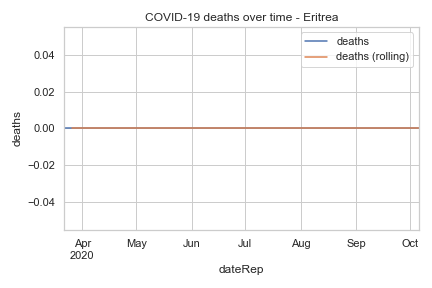 COVID-19 deaths over time - Eritrea
deaths
deaths (rolling)
0.04
0.02
0.00
−0.02
−0.04
deaths
Apr
2020
May
Jun
Jul
Aug
Sep
Oct
dateRep